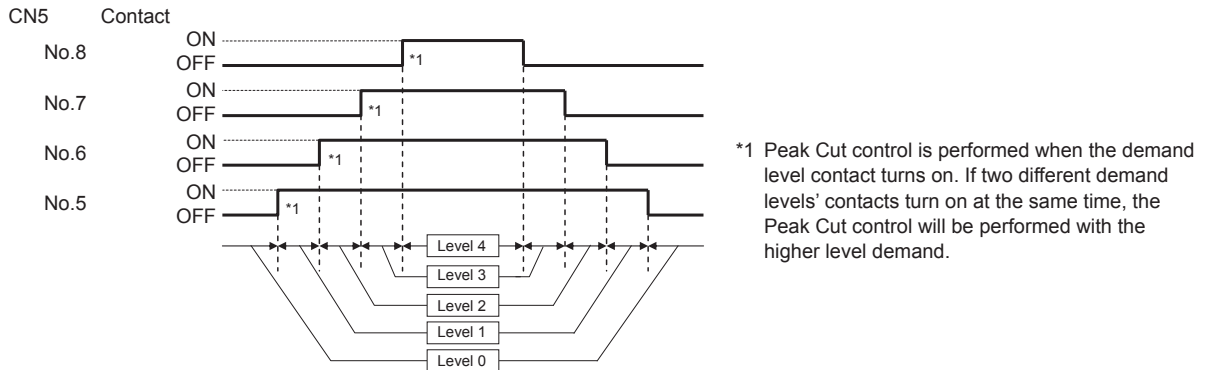 CN5 Contact
No.8 ON
OFF
*1
No.7 ON
OFF
*1
No.6 ON
OFF
*1
No.5 ON
OFF
*1
Level 4
Level 3
Level 2
Level 1
Level 0
*1 Peak Cut control is performed when the demand
level contact turns on. If two different demand
levels’ contacts turn on at the same time, the
Peak Cut control will be performed with the
higher level demand.